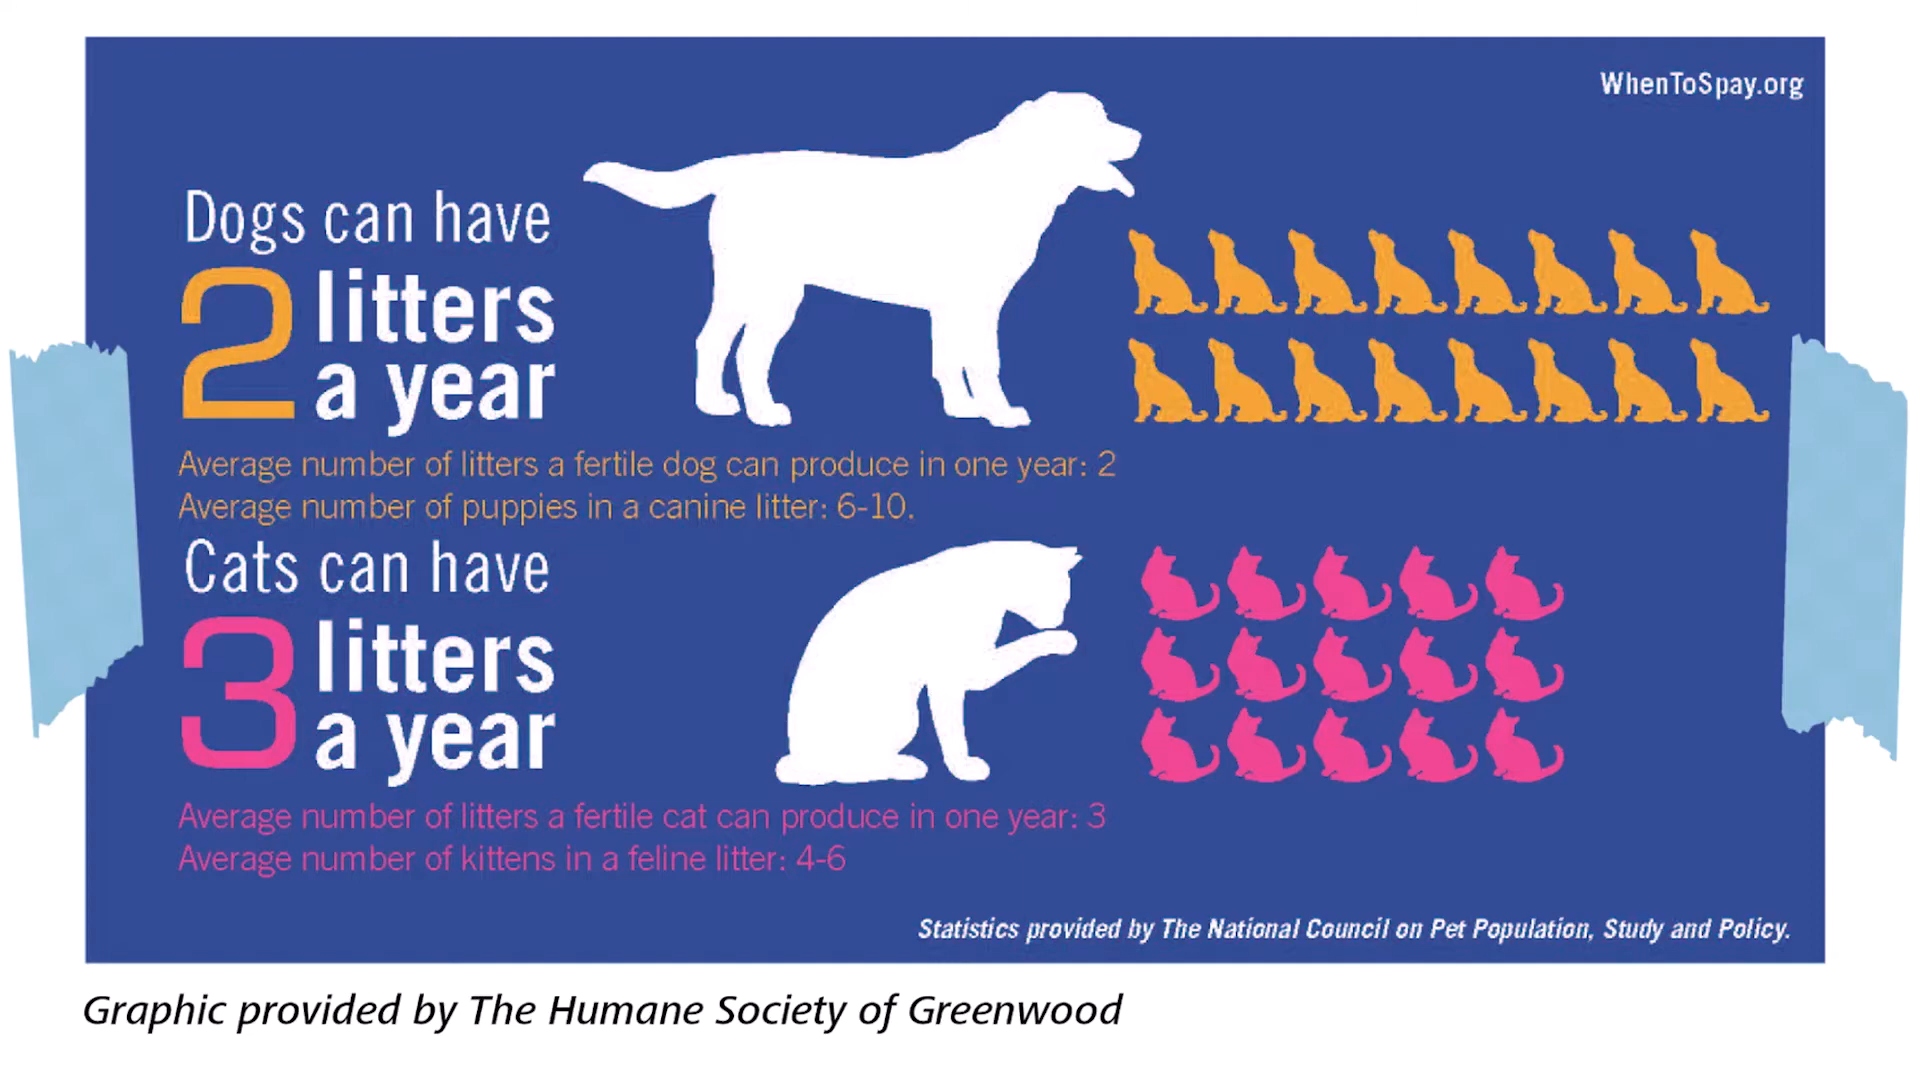 WhenToSpay.org
Dogs can have
2 litters
a year
Average number of litters a fertile dog can produce in one year: 2
Average number of puppies in a canine litter: 6-10.
Cats can have
3 litters
a year
Average number of litters a fertile cat can produce in one year: 3
Average number of kittens in a feline litter: 4-6
Statistics provided by The National Council on Pet Population, Study and Policy.
Graphic provided by The Humane Society of Greenwood